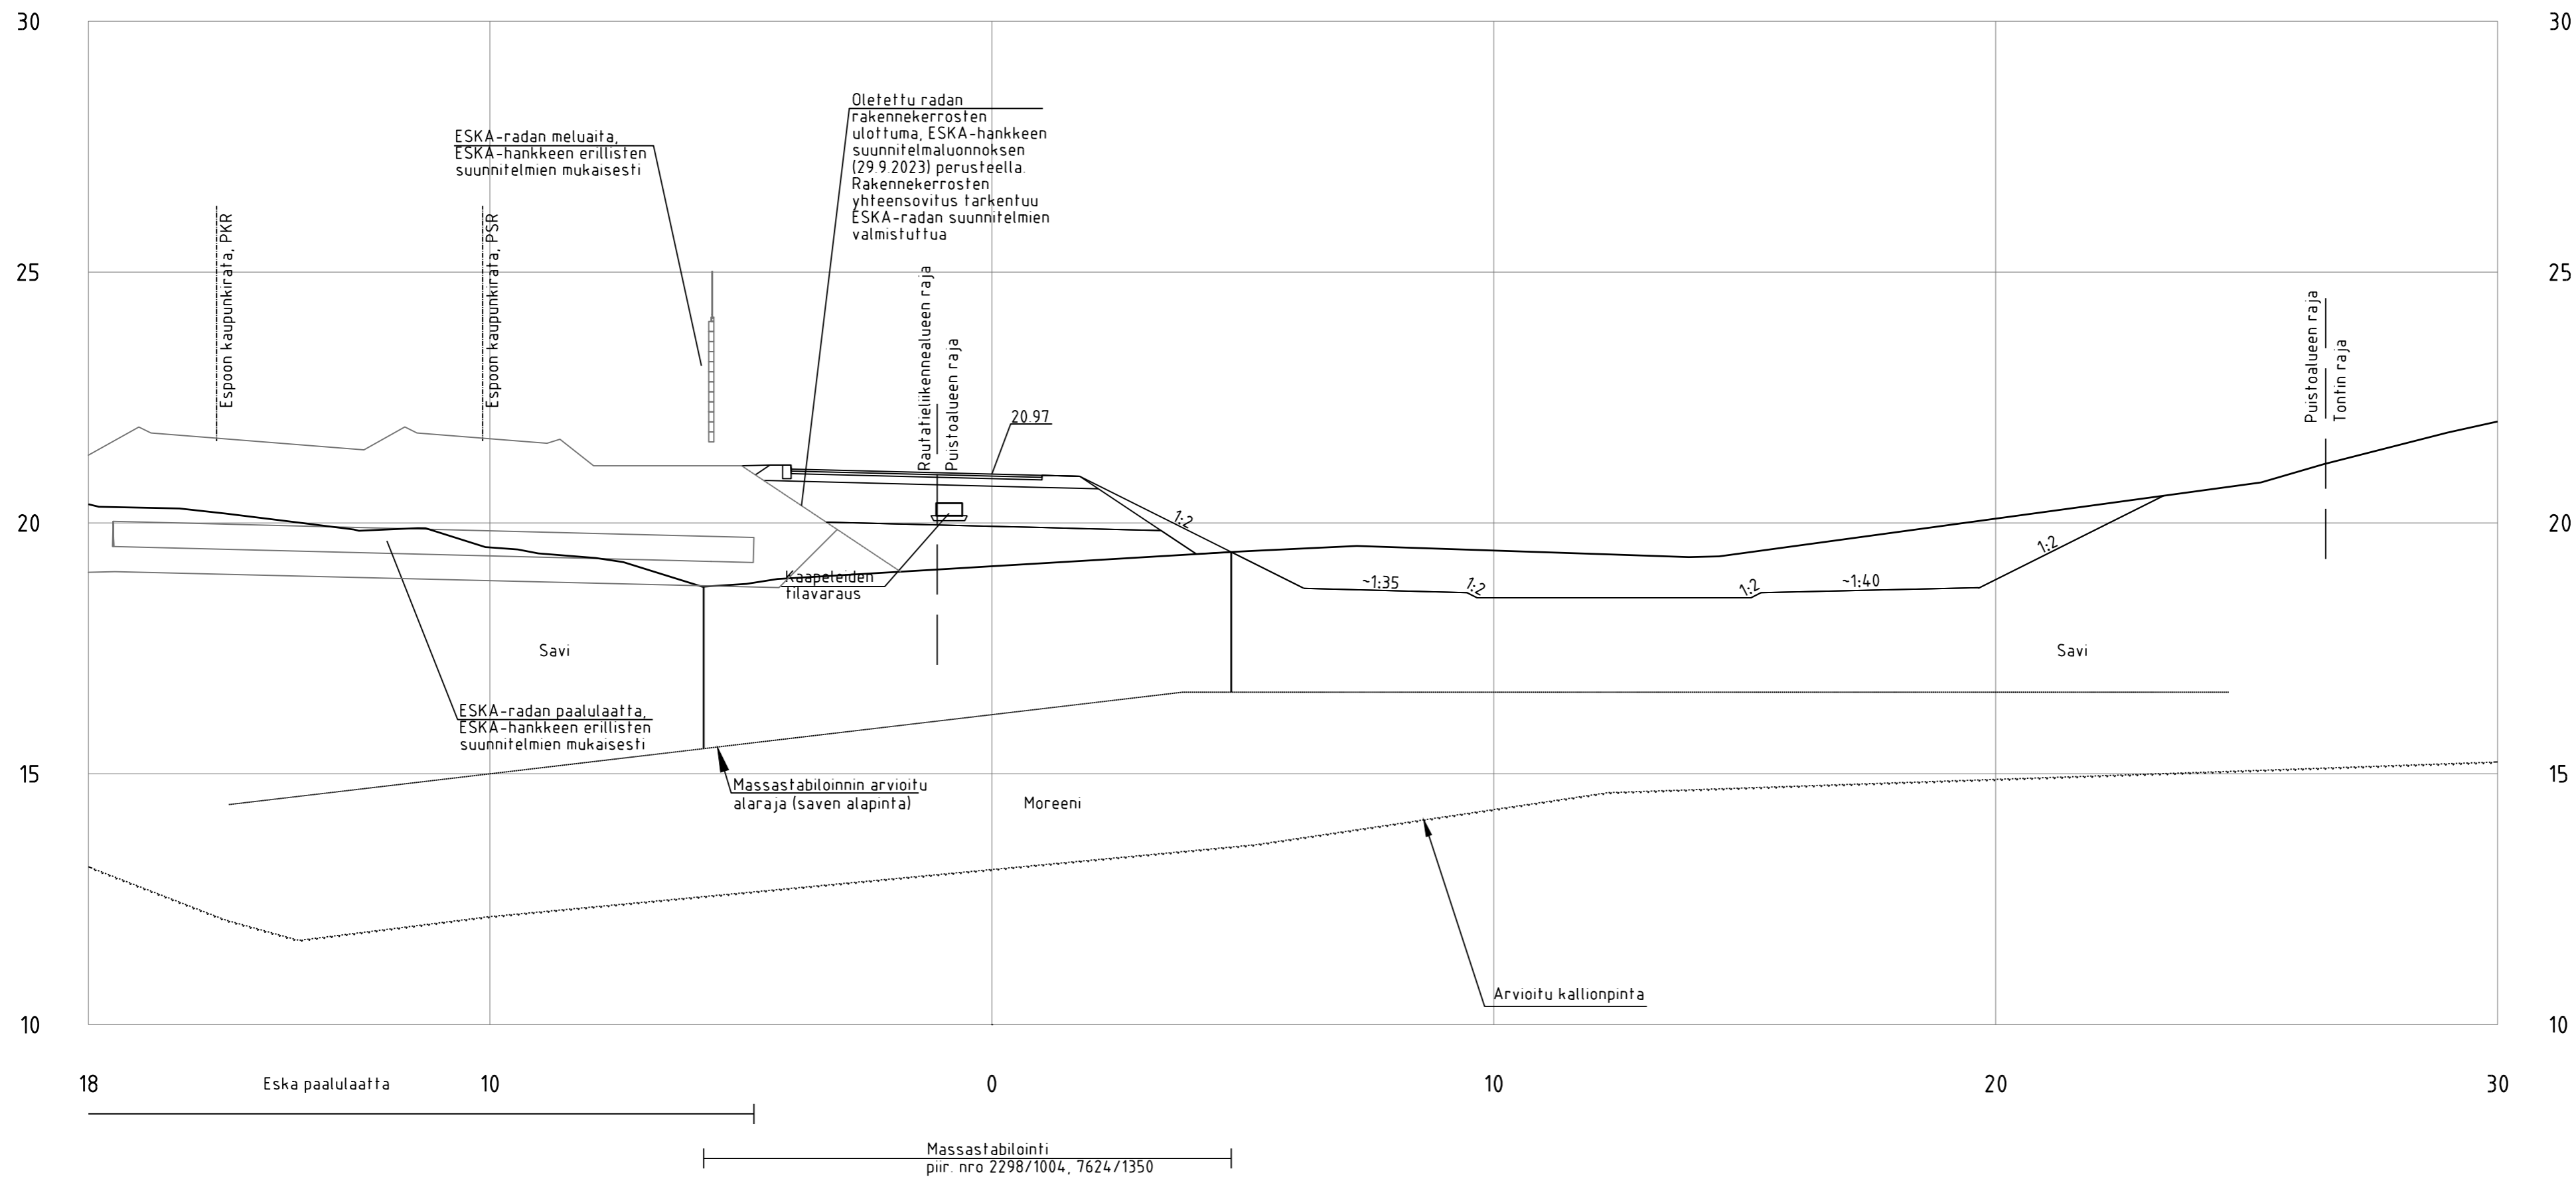 30
30
Oletettu radan
rakennekerrosten
ulottuma, ESKA-hankkeen
suunnitelmaluonnoksen
(29.9.2023) perusteella.
Rakennekerrosten
yhteensovitus tarkentuu
ESKA-radan suunnitelmien
valmistuttua
ESKA-radan meluaita,
ESKA-hankkeen erillisten
suunnitelmien mukaisesti
Espoon kaupunkirata, PKR
Espoon kaupunkirata, PSR
25
25
Rautatieliikennealueen raja
Puistoalueen raja
Puistoalueen raja
Tontin raja
20.97
20
20
1:2
1:2
Kaapeleiden
tilavaraus
~1:35
1:2
1:2
~1:40
Savi
Savi
ESKA-radan paalulaatta,
ESKA-hankkeen erillisten
suunnitelmien mukaisesti
15
15
Massastabiloinnin arvioitu
alaraja (saven alapinta)
Moreeni
Arvioitu kallionpinta
10
10
18
Eska paalulaatta
10
0
10
20
30
Massastabilointi
piir. nro 2298/1004, 7624/1350